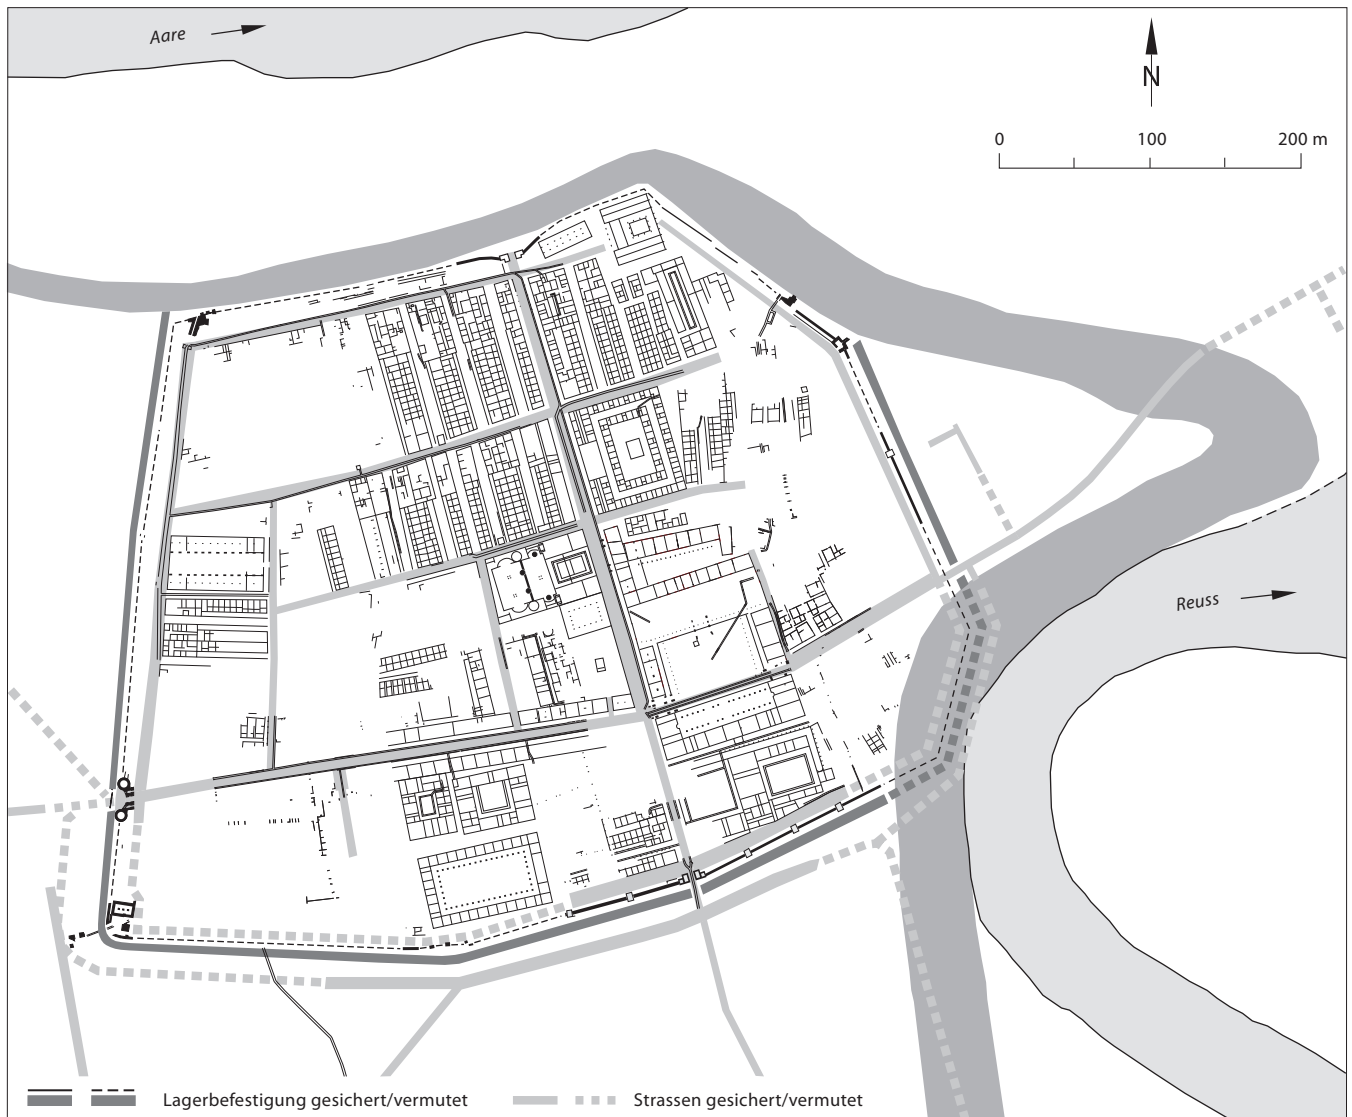 Aare
N
0 100 200 m
Reuss
Lagerbefestigung gesichert/vermutet
Strassen gesichert/vermutet